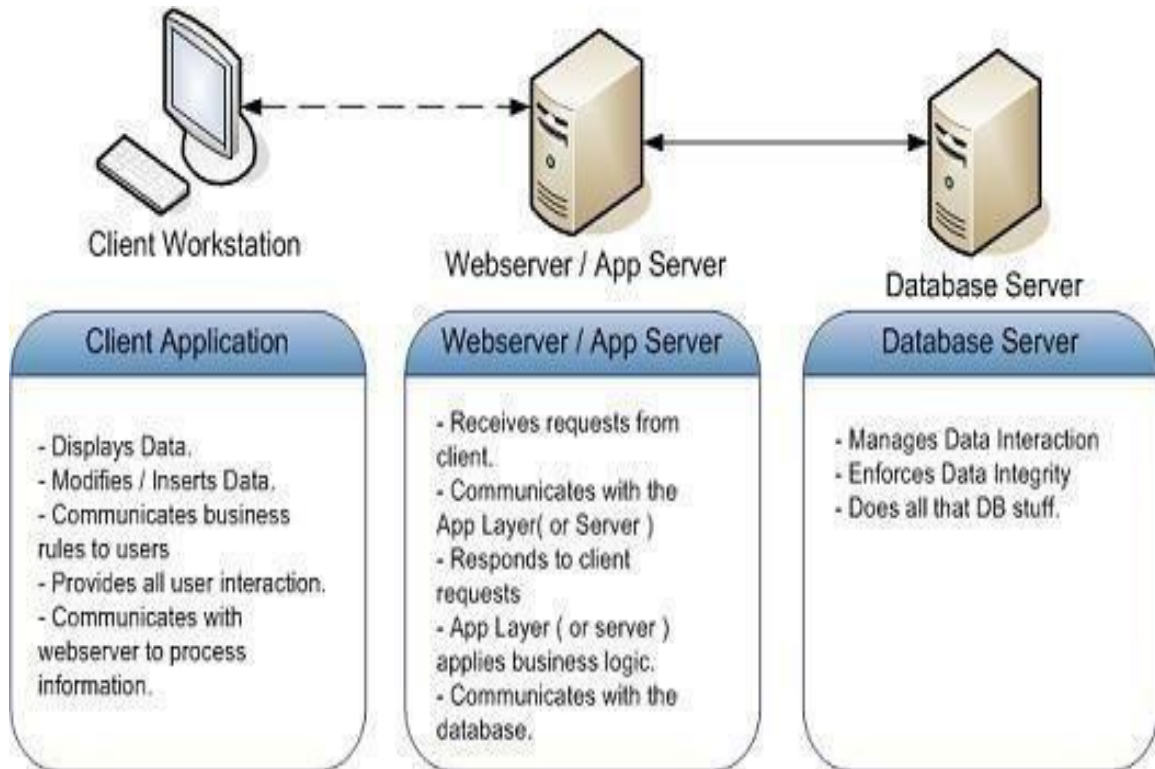 Client Workstation
Webserver / App Server
Database Server
Client Application
- Displays Data.
- Modifies / Inserts Data.
- Communicates business
rules to users
- Provides all user interaction.
- Communicates with
webserver to process
information.
Webserver / App Server
- Receives requests from
client.
- Communicates with the
App Layer( or Server )
- Responds to client
requests
- App Layer ( or server )
applies business logic.
- Communicates with the
database.
Database Server
- Manages Data Interaction
- Enforces Data Integrity
- Does all that DB stuff.